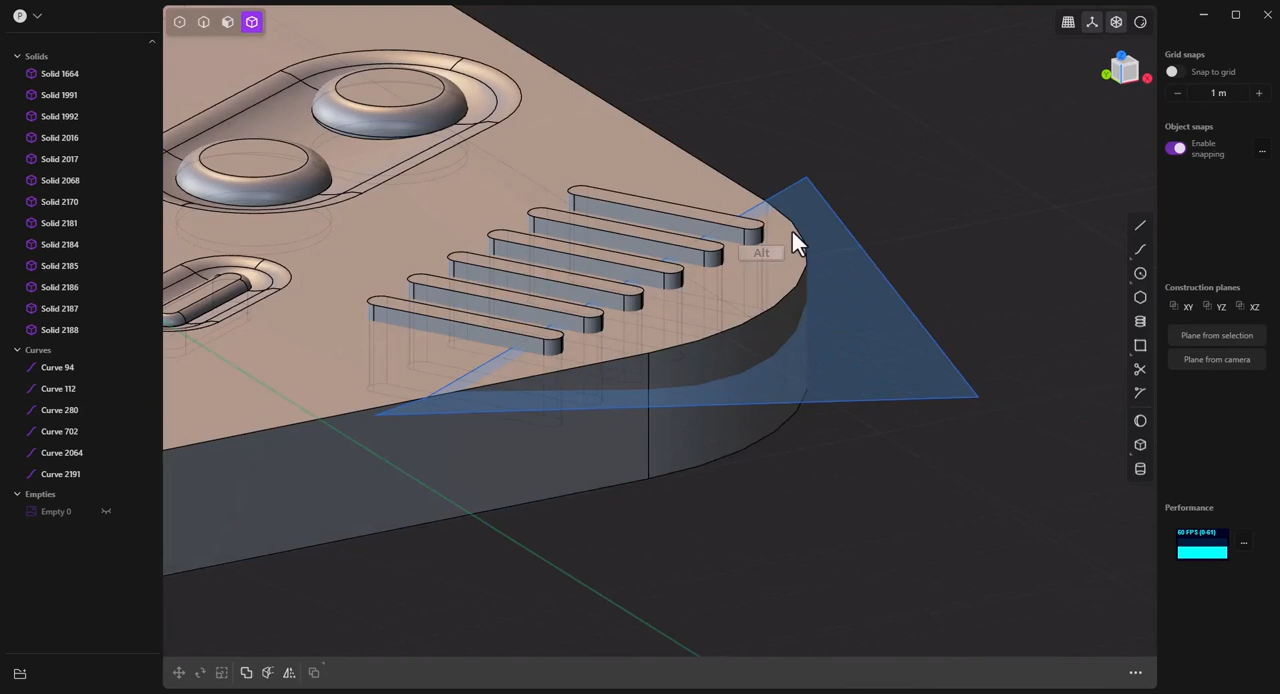 P
Solids
Solid 1664
Solid 1991
Solid 1992
Solid 2016
Solid 2017
Solid 2068
Solid 2170
Solid 2181
Solid 2184
Solid 2185
Solid 2186
Solid 2187
Solid 2188
Curves
Curve 94
Curve 112
Curve 280
Curve 702
Curve 2064
Curve 2191
Empties
Empty 0
Alt
Grid snaps
Snap to grid
− 1 m +
Object snaps
Enable
snapping
...
Construction planes
XY YZ XZ
Plane from selection
Plane from camera
Performance
60 FPS (0-61)
...